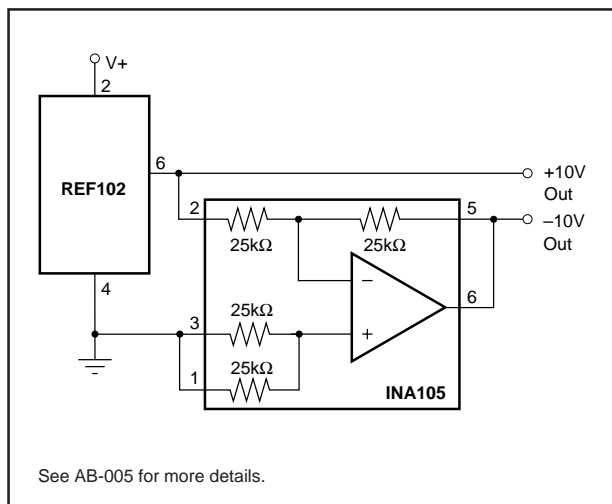 V+
2
REF102
6
+10V
Out
2
25kΩ
25kΩ
5
–10V
Out
4
–
6
3
25kΩ
+
1
25kΩ
INA105
See AB-005 for more details.